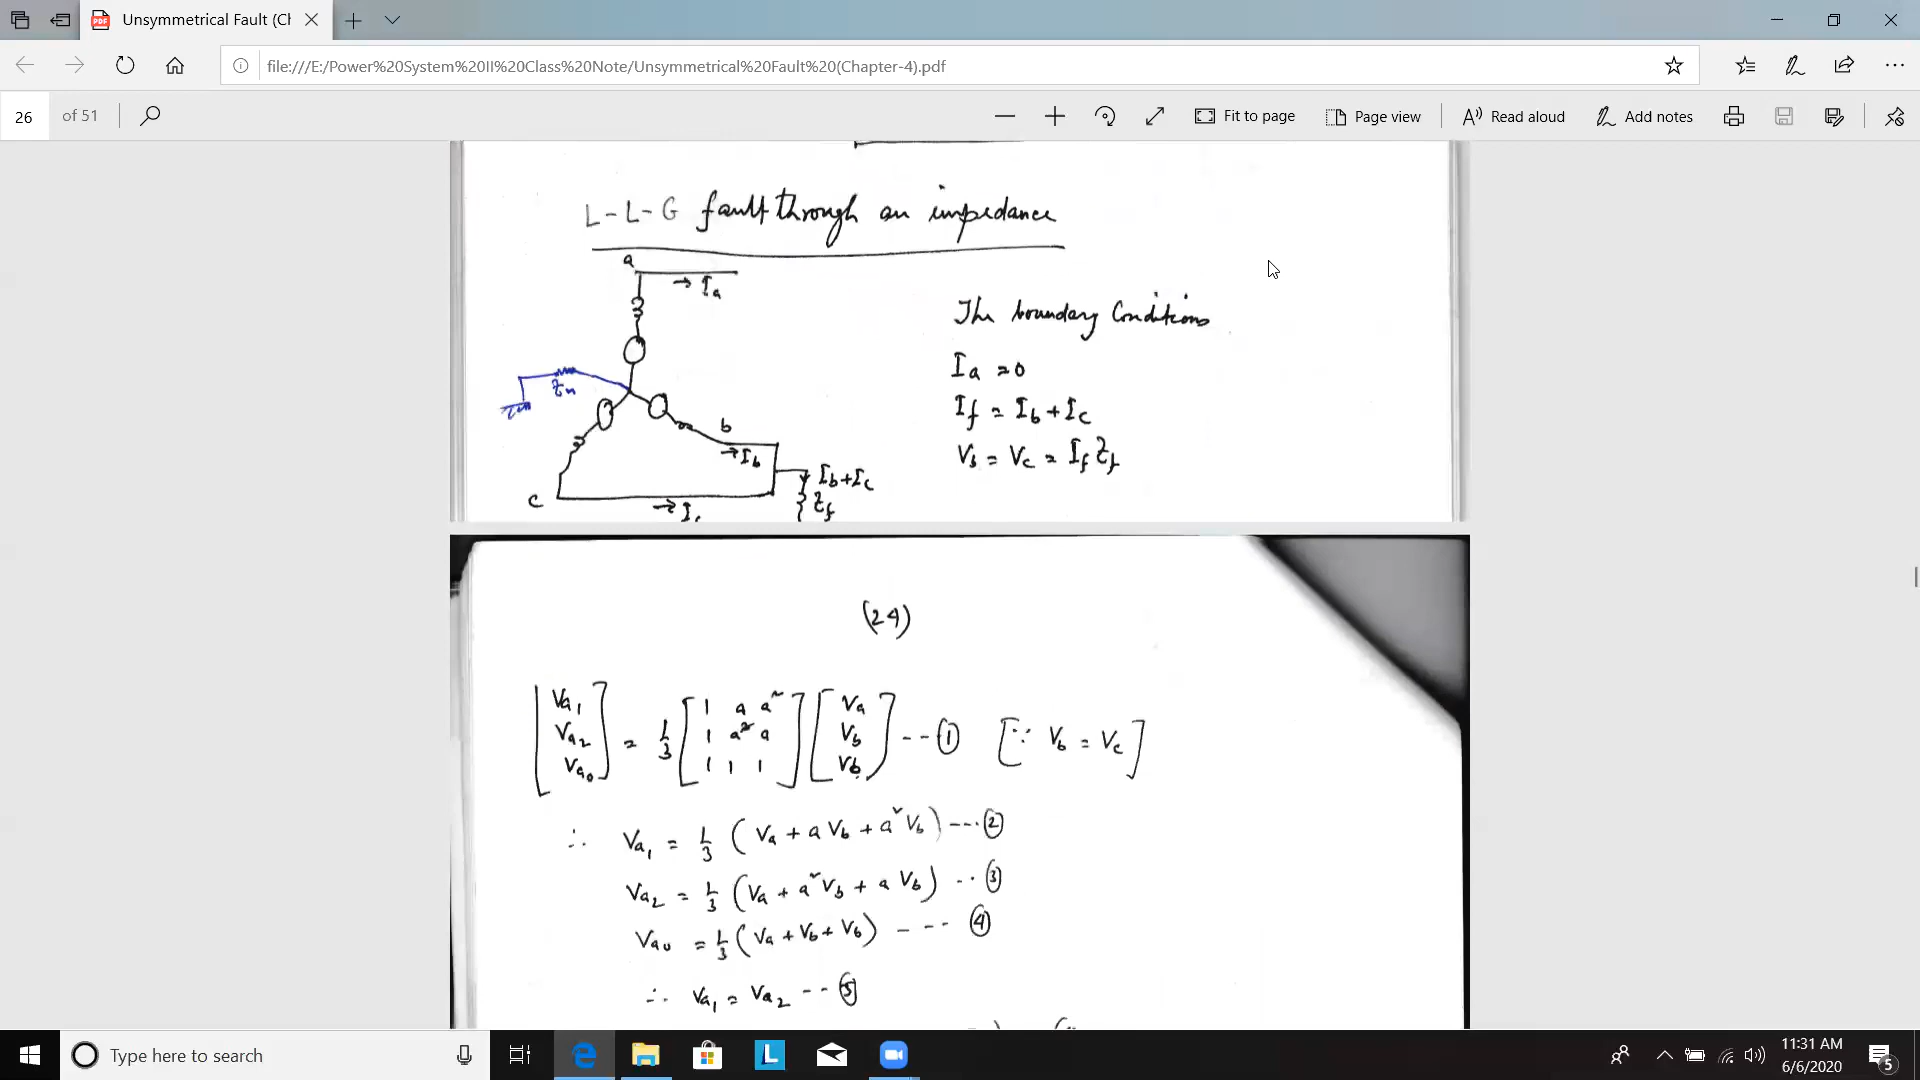 Unsymmetrical Fault (Ch
file:///E:/Power%20System%20II%20Class%20Note/Unsymmetrical%20Fault%20(Chapter-4).pdf
26 of 51
Fit to page
Page view
Read aloud
Add notes
L-L-G fault through an impedance
a
→ Ia
The boundary Conditions
Ia = 0
Zn
If = Ib + Ic
b
→ Ib
Vb = Vc = If Zf
Ib+Ic
c
Zf
(24)
[Va1 Va2 Va0] = 1/3 [1 a a² 1 a² a 1 1 1] [Va Vb Vb] -- ① [∵ Vb = Vc]
∴ Va1 = 1/3 (Va + a Vb + a² Vb) --- ②
Va2 = 1/3 (Va + a² Vb + a Vb) -- ③
Va0 = 1/3 (Va + Vb + Vb) - --- ④
∴ Va1 = Va2 -- ⑤
Type here to search
11:31 AM
6/6/2020
5